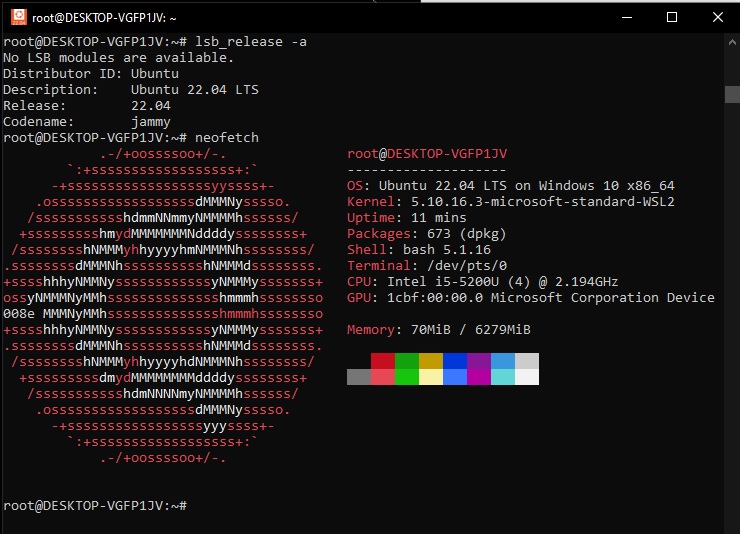 root@DESKTOP-VGFP1JV: ~
root@DESKTOP-VGFP1JV:~# lsb_release -a
No LSB modules are available.
Distributor ID: Ubuntu
Description:    Ubuntu 22.04 LTS
Release:        22.04
Codename:       jammy
root@DESKTOP-VGFP1JV:~# neofetch
            .-/+oossssoo+/-.               root@DESKTOP-VGFP1JV
        `:+ssssssssssssssssss+:`           --------------------
      -+ssssssssssssssssssyyssss+-         OS: Ubuntu 22.04 LTS on Windows 10 x86_64
    .ossssssssssssssssssdMMMNysssso.       Kernel: 5.10.16.3-microsoft-standard-WSL2
   /ssssssssssshdmmNNmmyNMMMMhssssss/      Uptime: 11 mins
  +ssssssssshmydMMMMMMMNddddyssssssss+     Packages: 673 (dpkg)
 /sssssssshNMMMyhhyyyyhmNMMMNhssssssss/    Shell: bash 5.1.16
.ssssssssdMMMNhsssssssssshNMMMdssssssss.   Terminal: /dev/pts/0
+sssshhhyNMMNyssssssssssssyNMMMysssssss+   CPU: Intel i5-5200U (4) @ 2.194GHz
ossyNMMMNyMMhsssssssssssssshmmmhssssssso   GPU: 1cbf:00:00.0 Microsoft Corporation Device
008e MMMNyMMhsssssssssssssshmmmhssssssso
+sssshhhyNMMNyssssssssssssyNMMMysssssss+   Memory: 70MiB / 6279MiB
.ssssssssdMMMNhsssssssssshNMMMdssssssss.
 /sssssssshNMMMyhhyyyyhdNMMMNhssssssss/
  +sssssssssdmydMMMMMMMMddddyssssssss+
   /ssssssssssshdmNNNNmyNMMMMhssssss/
    .ossssssssssssssssssdMMMNysssso.
      -+sssssssssssssssssyyyssss+-
        `:+ssssssssssssssssss+:`
            .-/+oossssoo+/-.
root@DESKTOP-VGFP1JV:~#